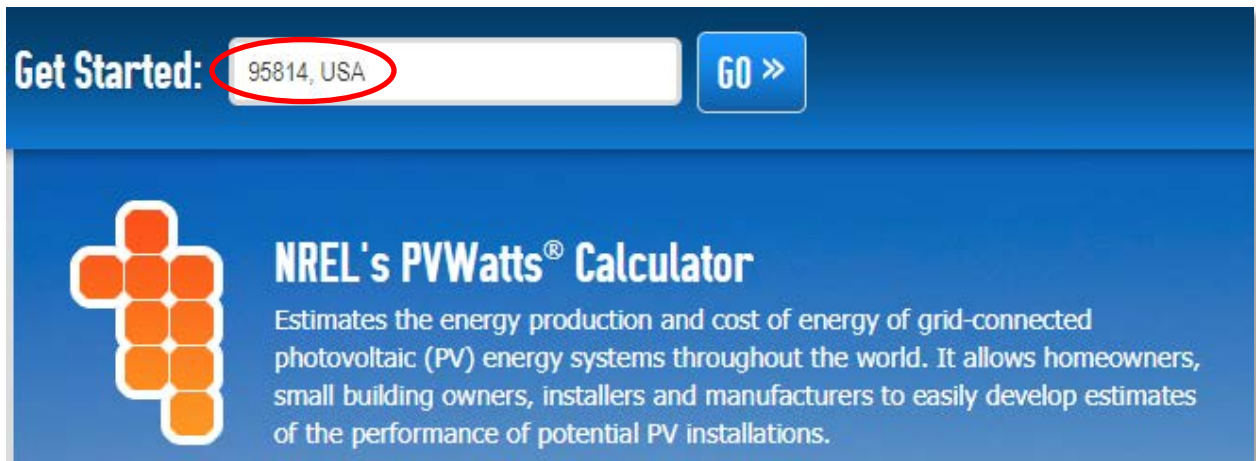 Get Started: 95814, USA GO »
NREL's PVWatts® Calculator
Estimates the energy production and cost of energy of grid-connected
photovoltaic (PV) energy systems throughout the world. It allows homeowners,
small building owners, installers and manufacturers to easily develop estimates
of the performance of potential PV installations.